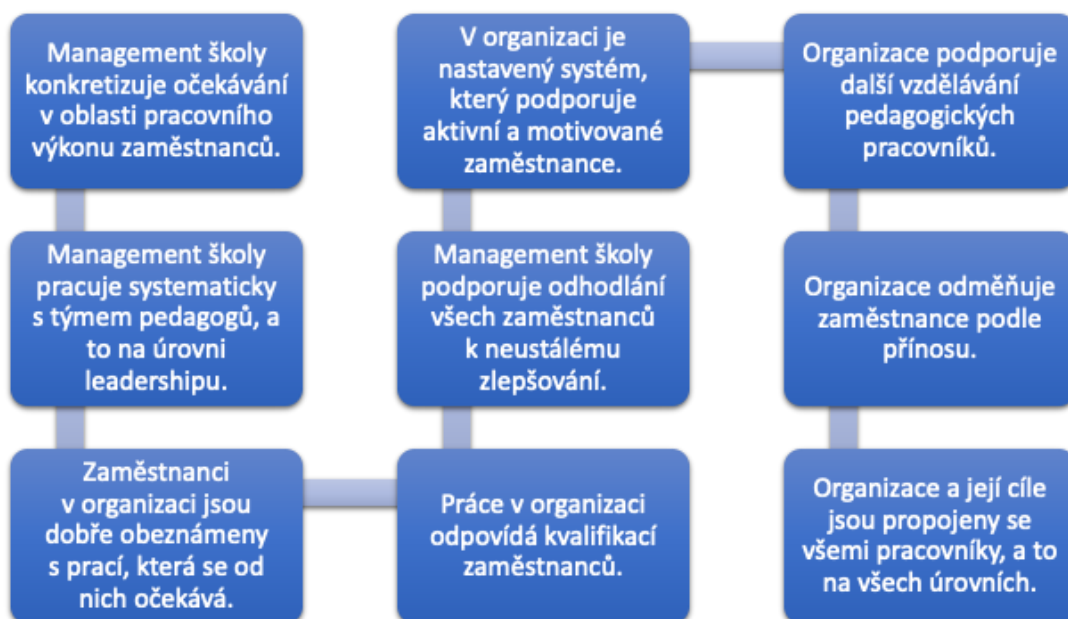 Management školy
konkretizuje očekávání
v oblasti pracovního
výkonu zaměstnanců.
Management školy
pracuje systematicky
s týmem pedagogů, a
to na úrovni
leadershipu.
Zaměstnanci
v organizaci jsou
dobře obeznámeny
s prací, která se od
nich očekává.
Práce v organizaci
odpovídá kvalifikací
zaměstnanců.
Management školy
podporuje odhodlání
všech zaměstnanců
k neustálému
zlepšování.
V organizaci je
nastavený systém,
který podporuje
aktivní a motivované
zaměstnance.
Organizace podporuje
další vzdělávání
pedagogických
pracovníků.
Organizace odměňuje
zaměstnance podle
přínosu.
Organizace a její cíle
jsou propojeny se
všemi pracovníky, a to
na všech úrovních.